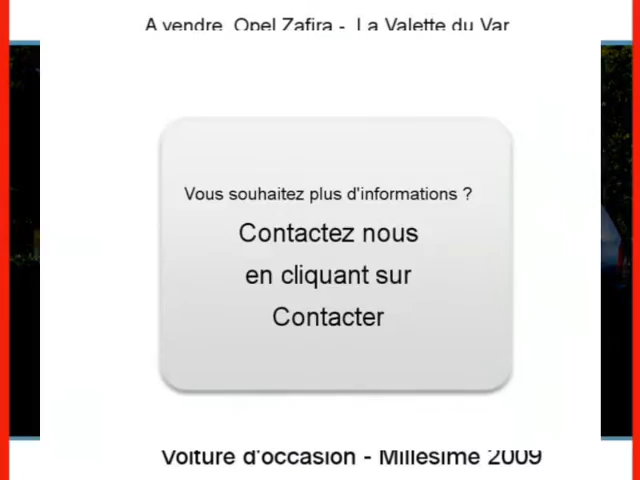 A vendre Opel Zafira - La Valette du Var
Vous souhaitez plus d'informations ?
Contactez nous
en cliquant sur
Contacter
Voiture d'occasion - Millesime 2009